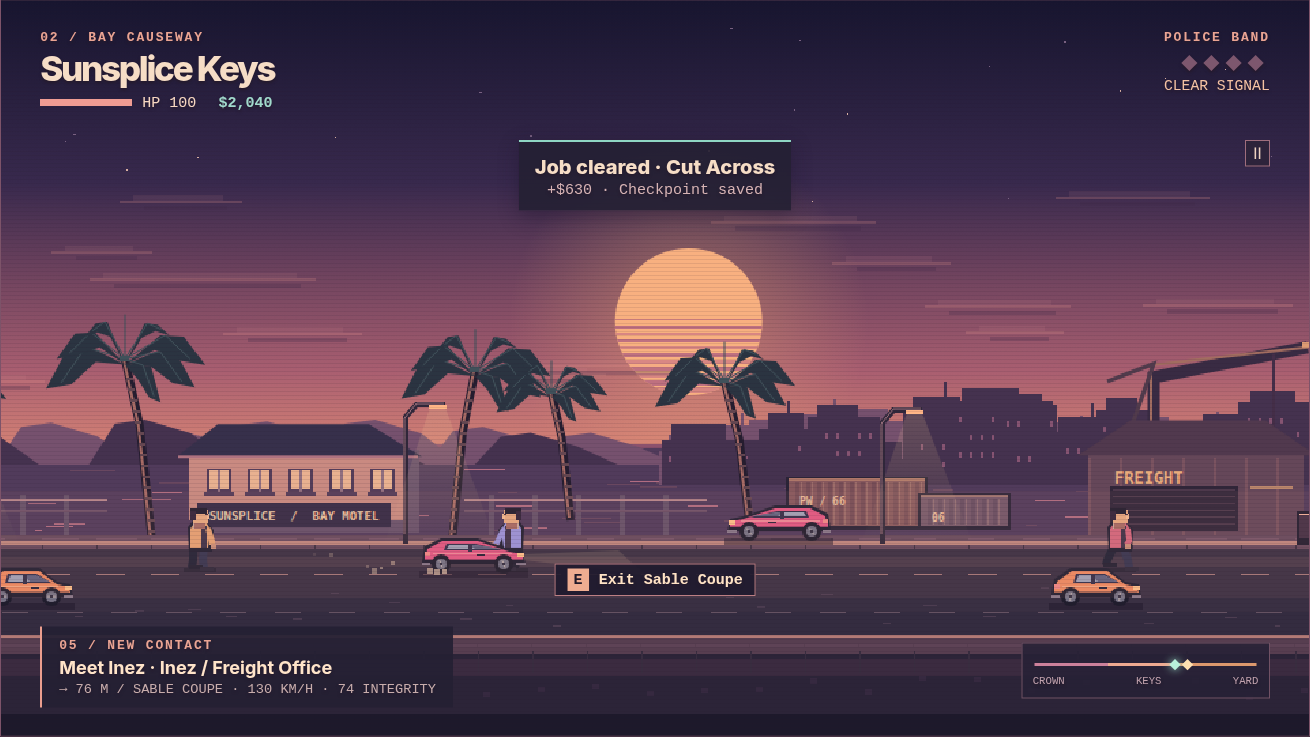 02 / BAY CAUSEWAY
Sunsplice Keys
HP 100 $2,040
POLICE BAND
CLEAR SIGNAL
Job cleared · Cut Across
+$630 · Checkpoint saved
SUNSPLICE / BAY MOTEL
PW / 66
06
FREIGHT
E Exit Sable Coupe
05 / NEW CONTACT
Meet Inez · Inez / Freight Office
→ 76 M / SABLE COUPE · 130 KM/H · 74 INTEGRITY
CROWN KEYS YARD